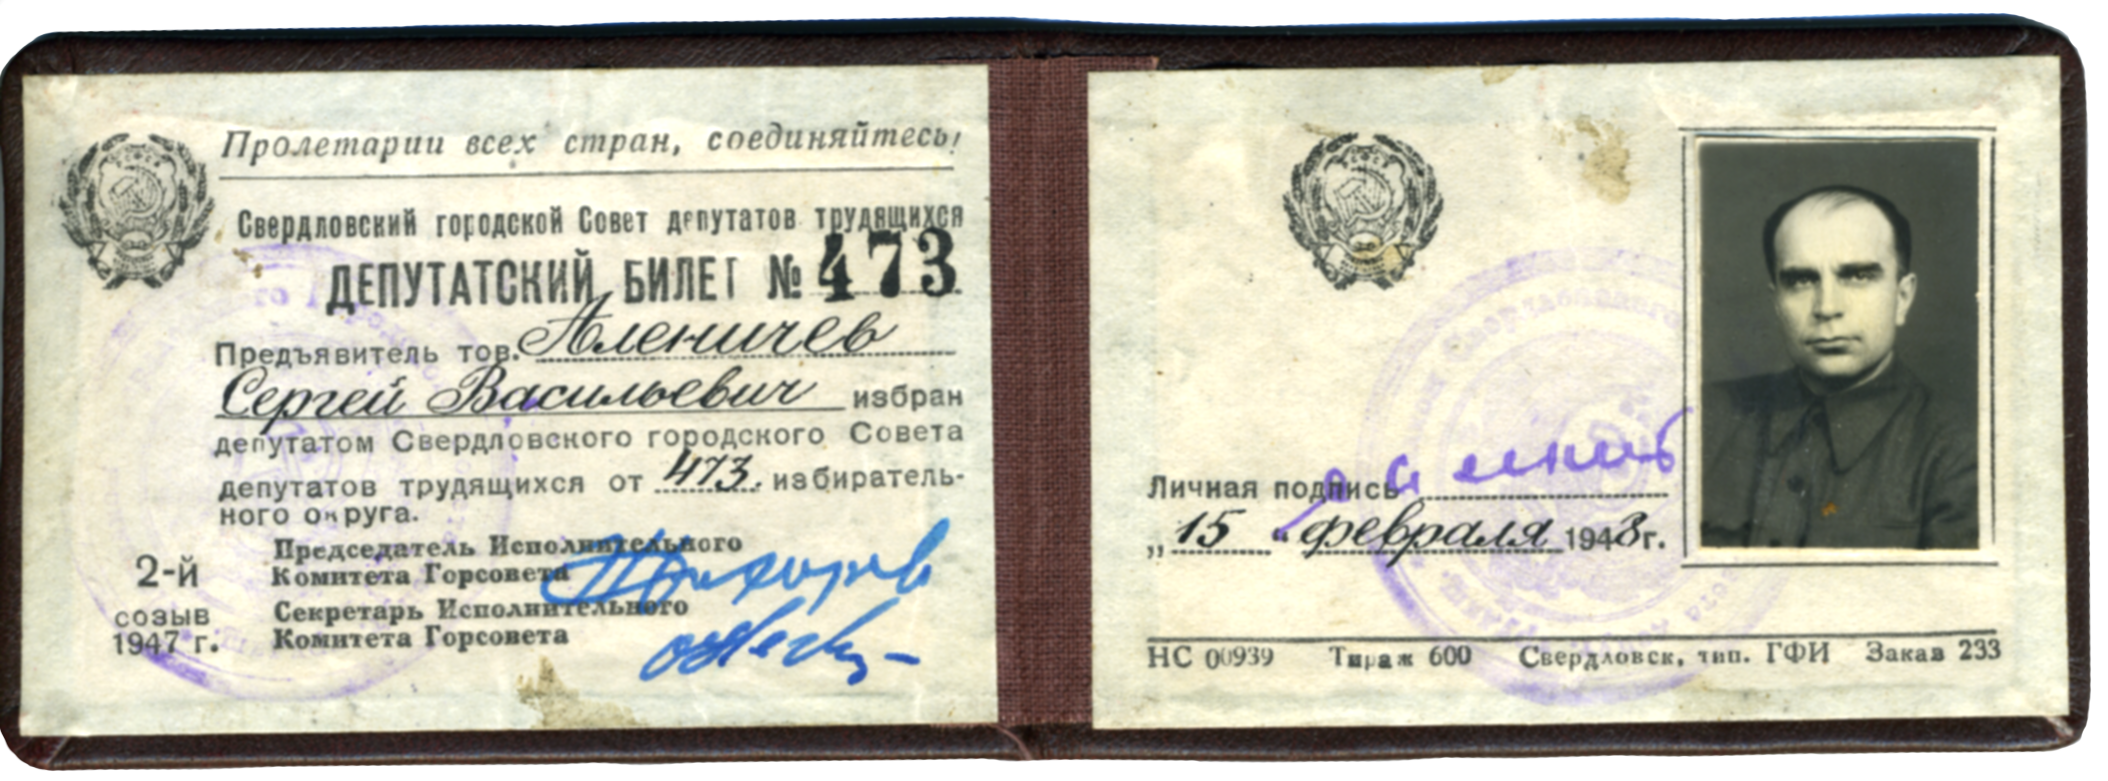 Пролетарии всех стран, соединяйтесь!
Свердловский городской Совет депутатов трудящихся
ДЕПУТАТСКИЙ БИЛЕТ № 473
Предъявитель тов. Аленичев
Сергей Васильевич избран
депутатом Свердловского городского Совета
депутатов трудящихся от 473 избиратель-
ного округа.
Председатель Исполнительного
Комитета Горсовета
Секретарь Исполнительного
Комитета Горсовета
2-й
созыв
1947 г.
РСФСР
Личная подпись
„15“ февраля 1948 г.
НС 00939 Тираж 600 Свердловск, тип. ГФИ Заказ 233